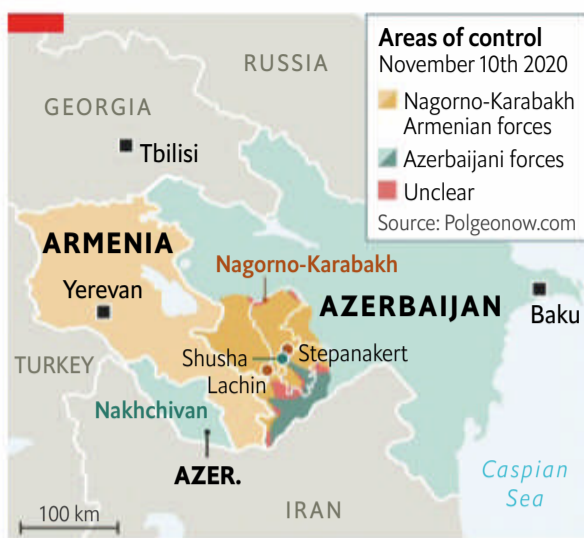 Areas of control
November 10th 2020
Nagorno-Karabakh
Armenian forces
Azerbaijani forces
Unclear
Source: Polgeonow.com
RUSSIA
GEORGIA
Tbilisi
ARMENIA
Nagorno-Karabakh
Yerevan
AZERBAIJAN
Baku
TURKEY
Shusha
Stepanakert
Lachin
Nakhchivan
AZER.
Caspian
Sea
100 km
IRAN